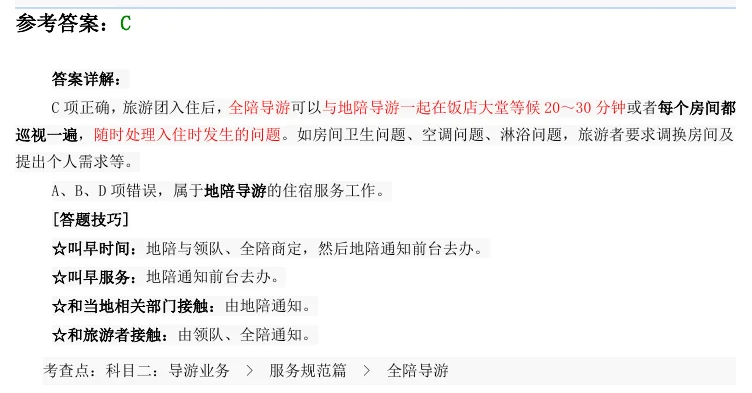 参考答案：C
答案详解：
C 项正确，旅游团入住后，全陪导游可以与地陪导游一起在饭店大堂等候 20～30 分钟或者每个房间都
巡视一遍，随时处理入住时发生的问题。如房间卫生问题、空调问题、淋浴问题，旅游者要求调换房间及
提出个人需求等。
A、B、D 项错误，属于地陪导游的住宿服务工作。
[答题技巧]
☆叫早时间：地陪与领队、全陪商定，然后地陪通知前台去办。
☆叫早服务：地陪通知前台去办。
☆和当地相关部门接触：由地陪通知。
☆和旅游者接触：由领队、全陪通知。
考查点：科目二：导游业务 > 服务规范篇 > 全陪导游